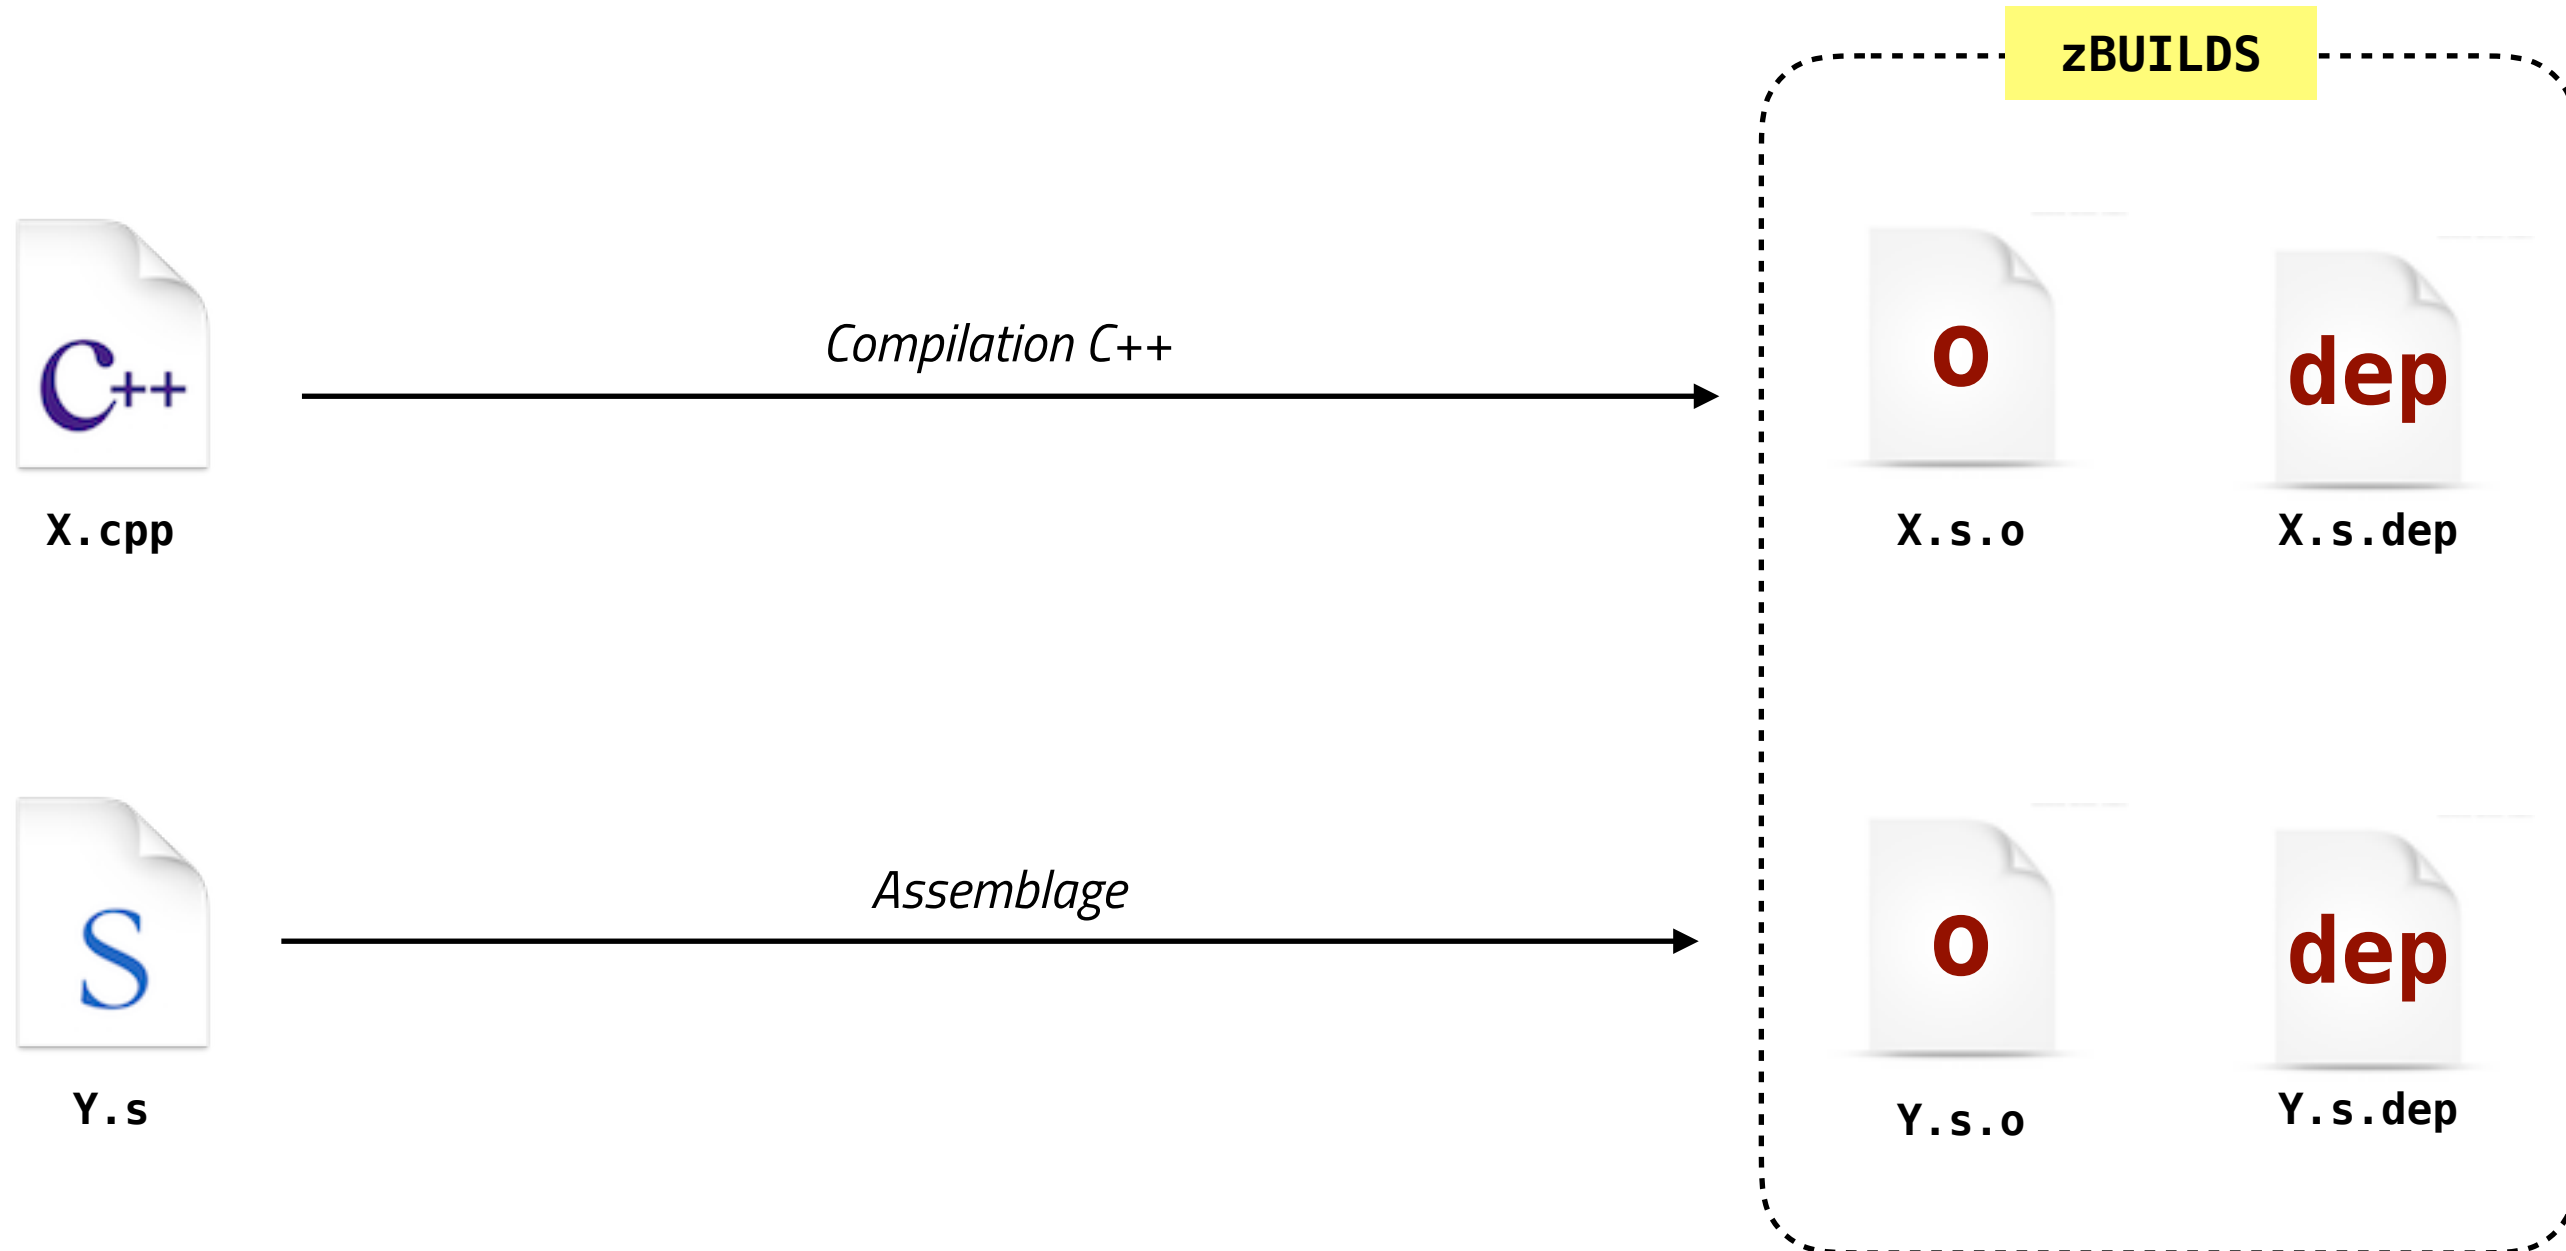 zBUILDS
C++
Compilation C++
o
dep
X.cpp
X.s.o
X.s.dep
S
Assemblage
o
dep
Y.s
Y.s.o
Y.s.dep